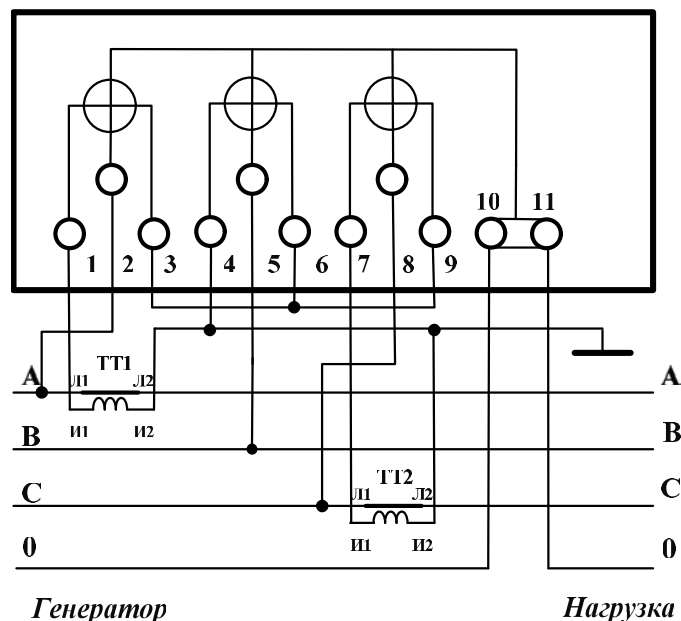 10 11
1 2 3 4 5 6 7 8 9
ТТ1
А Л1 Л2 А
И1 И2
В В
ТТ2
С Л1 Л2 С
И1 И2
0 0
Генератор Нагрузка